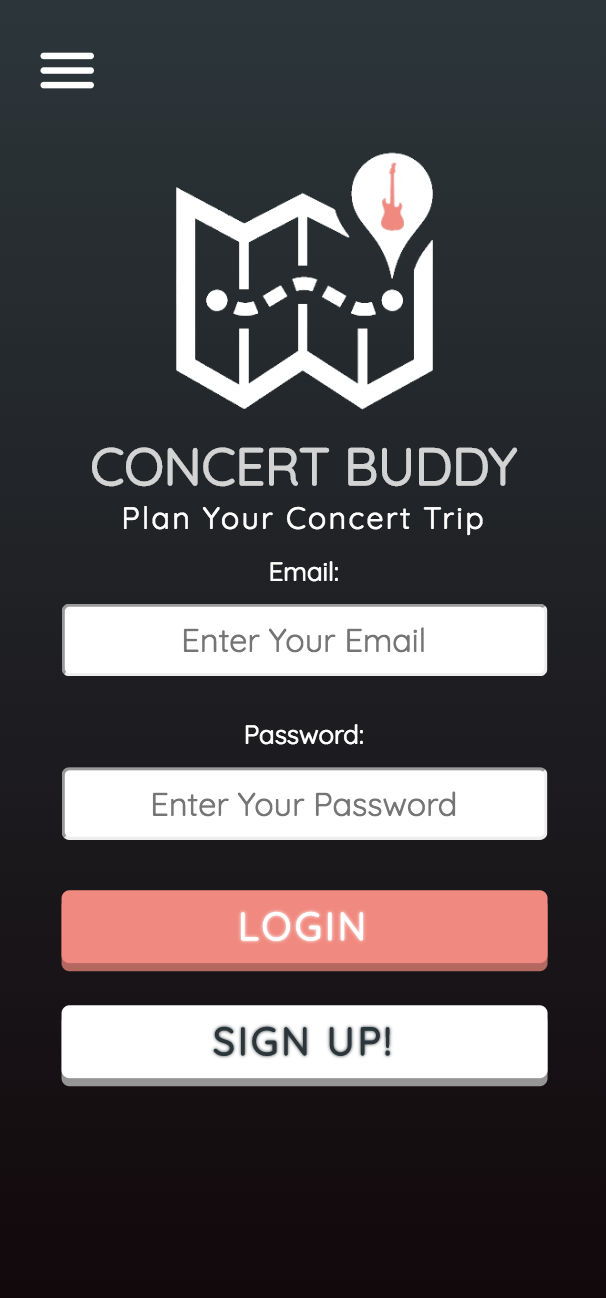 CONCERT BUDDY
Plan Your Concert Trip
Email:
Enter Your Email
Password:
Enter Your Password
LOGIN
SIGN UP!